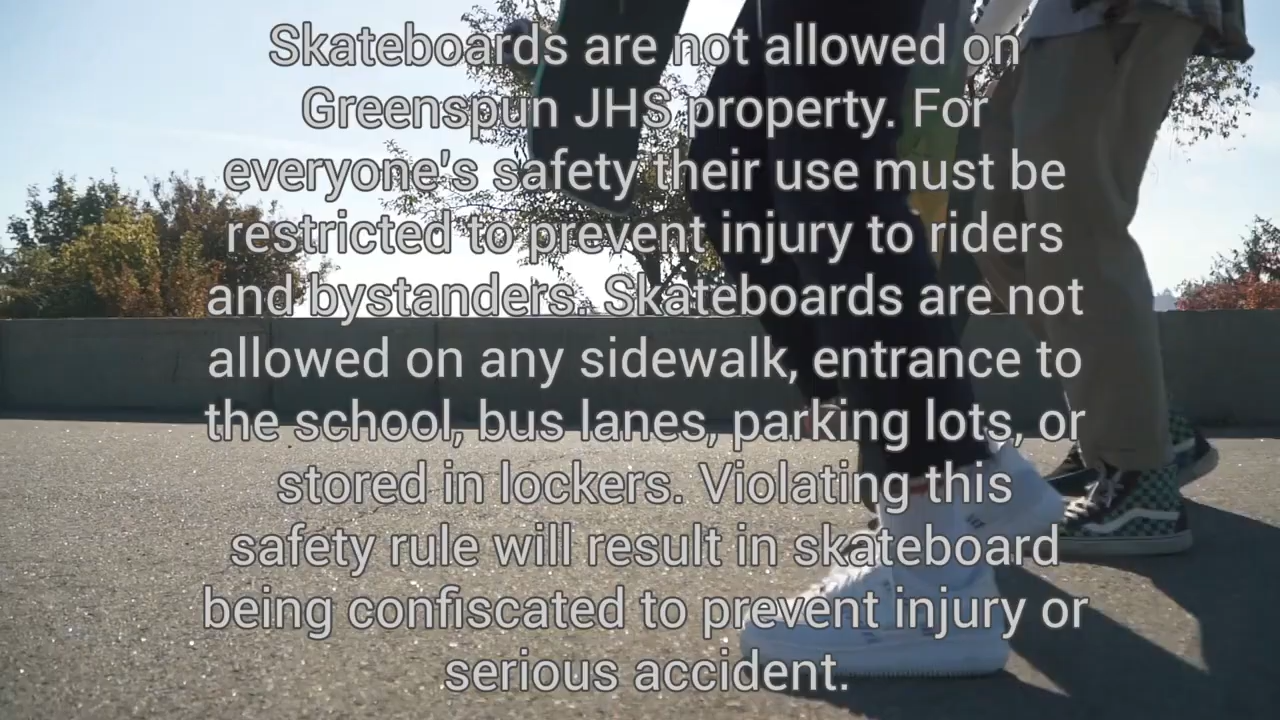 Skateboards are not allowed on
Greenspun JHS property. For
everyone's safety their use must be
restricted to prevent injury to riders
and bystanders. Skateboards are not
allowed on any sidewalk, entrance to
the school, bus lanes, parking lots, or
stored in lockers. Violating this
safety rule will result in skateboard
being confiscated to prevent injury or
serious accident.